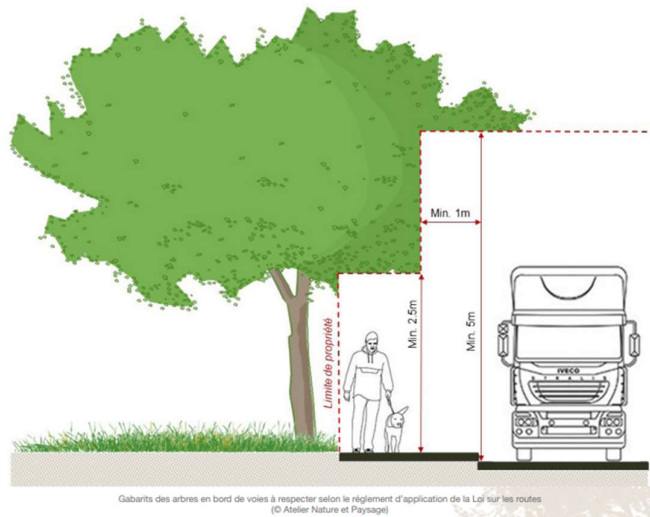 Min. 1m
Limite de propriété
Min. 2.5m
Min. 5m
IVECO
STRALIS
Gabarits des arbres en bord de voies à respecter selon le règlement d'application de la Loi sur les routes
(© Atelier Nature et Paysage)